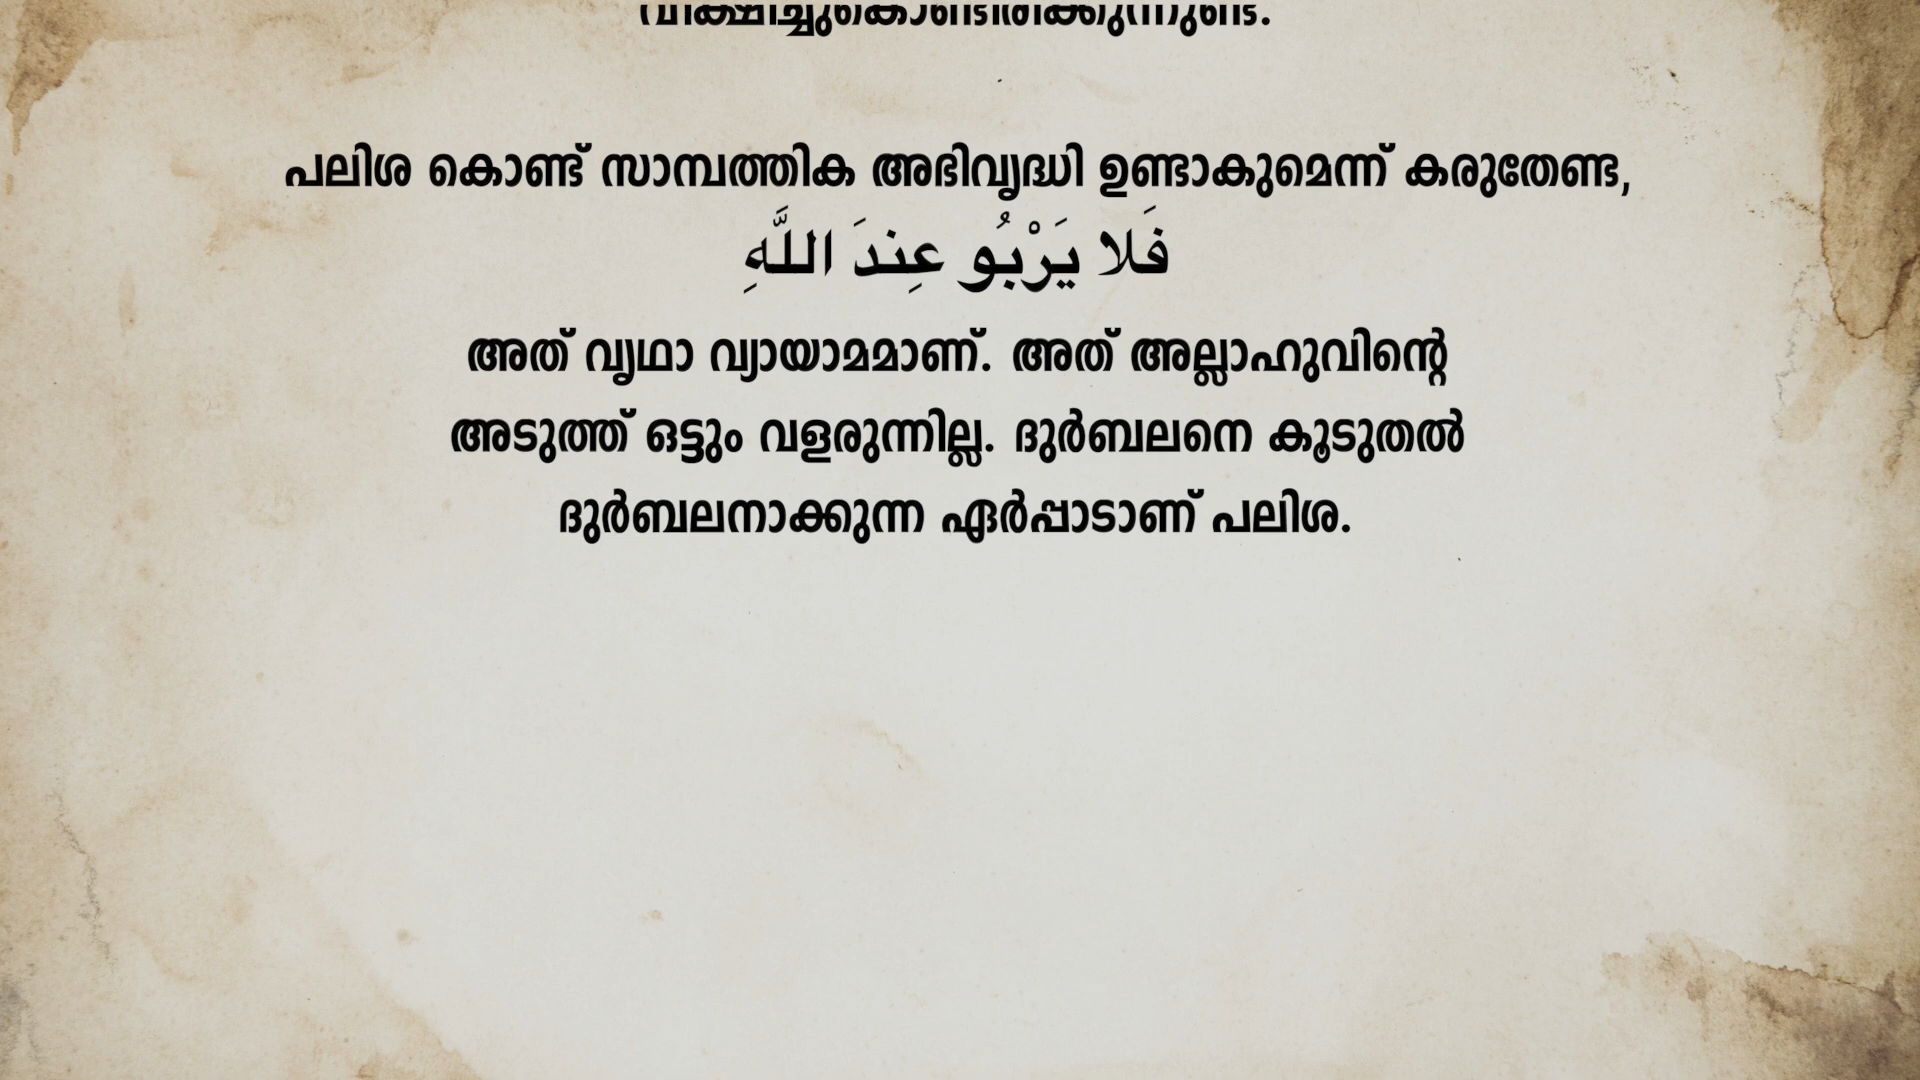 പലിശ കൊണ്ട് സാമ്പത്തിക അഭിവൃദ്ധി ഉണ്ടാകുമെന്ന് കരുതേണ്ട,
فَلا يَرْبُو عِندَ اللَّهِ
അത് വൃഥാ വ്യായാമമാണ്. അത് അല്ലാഹുവിന്റെ
അടുത്ത് ഒട്ടും വളരുന്നില്ല. ദുർബലനെ കൂടുതൽ
ദുർബലനാക്കുന്ന ഏർപ്പാടാണ് പലിശ.